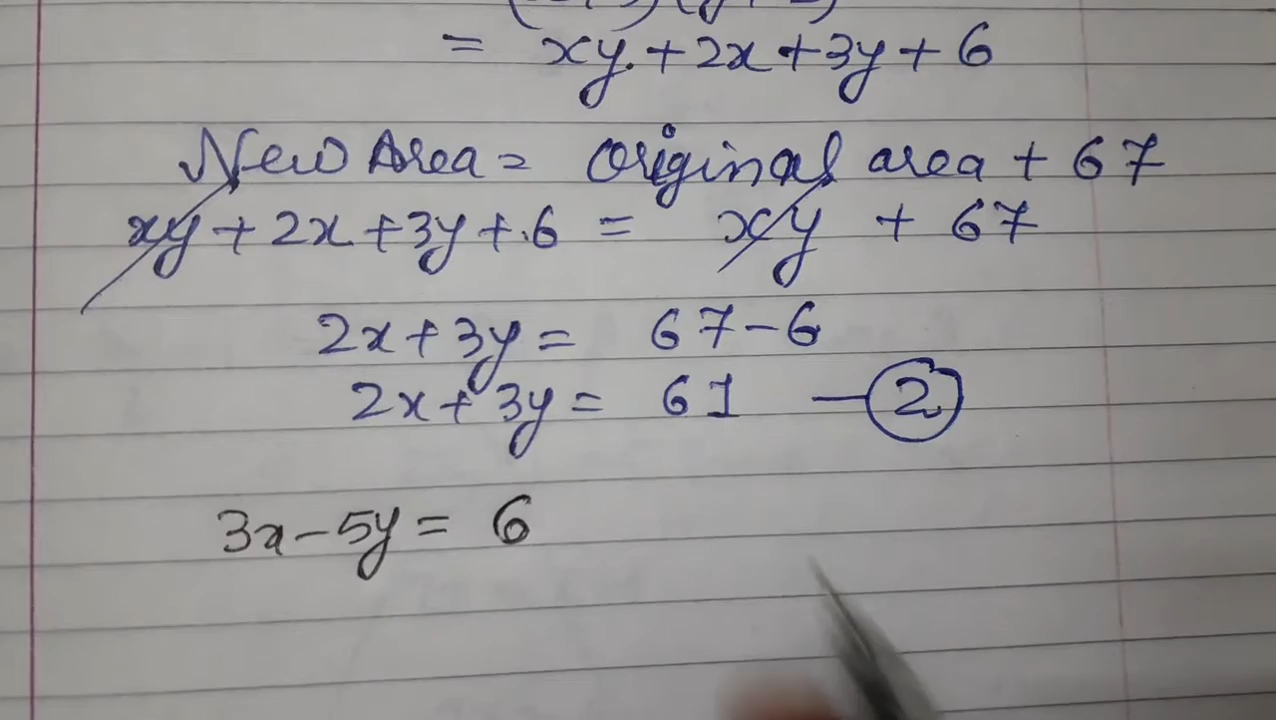 = xy + 2x + 3y + 6
New Area = original area + 67
xy + 2x + 3y + 6 = xy + 67
2x + 3y = 67 - 6
2x + 3y = 61 — 2
3x - 5y = 6